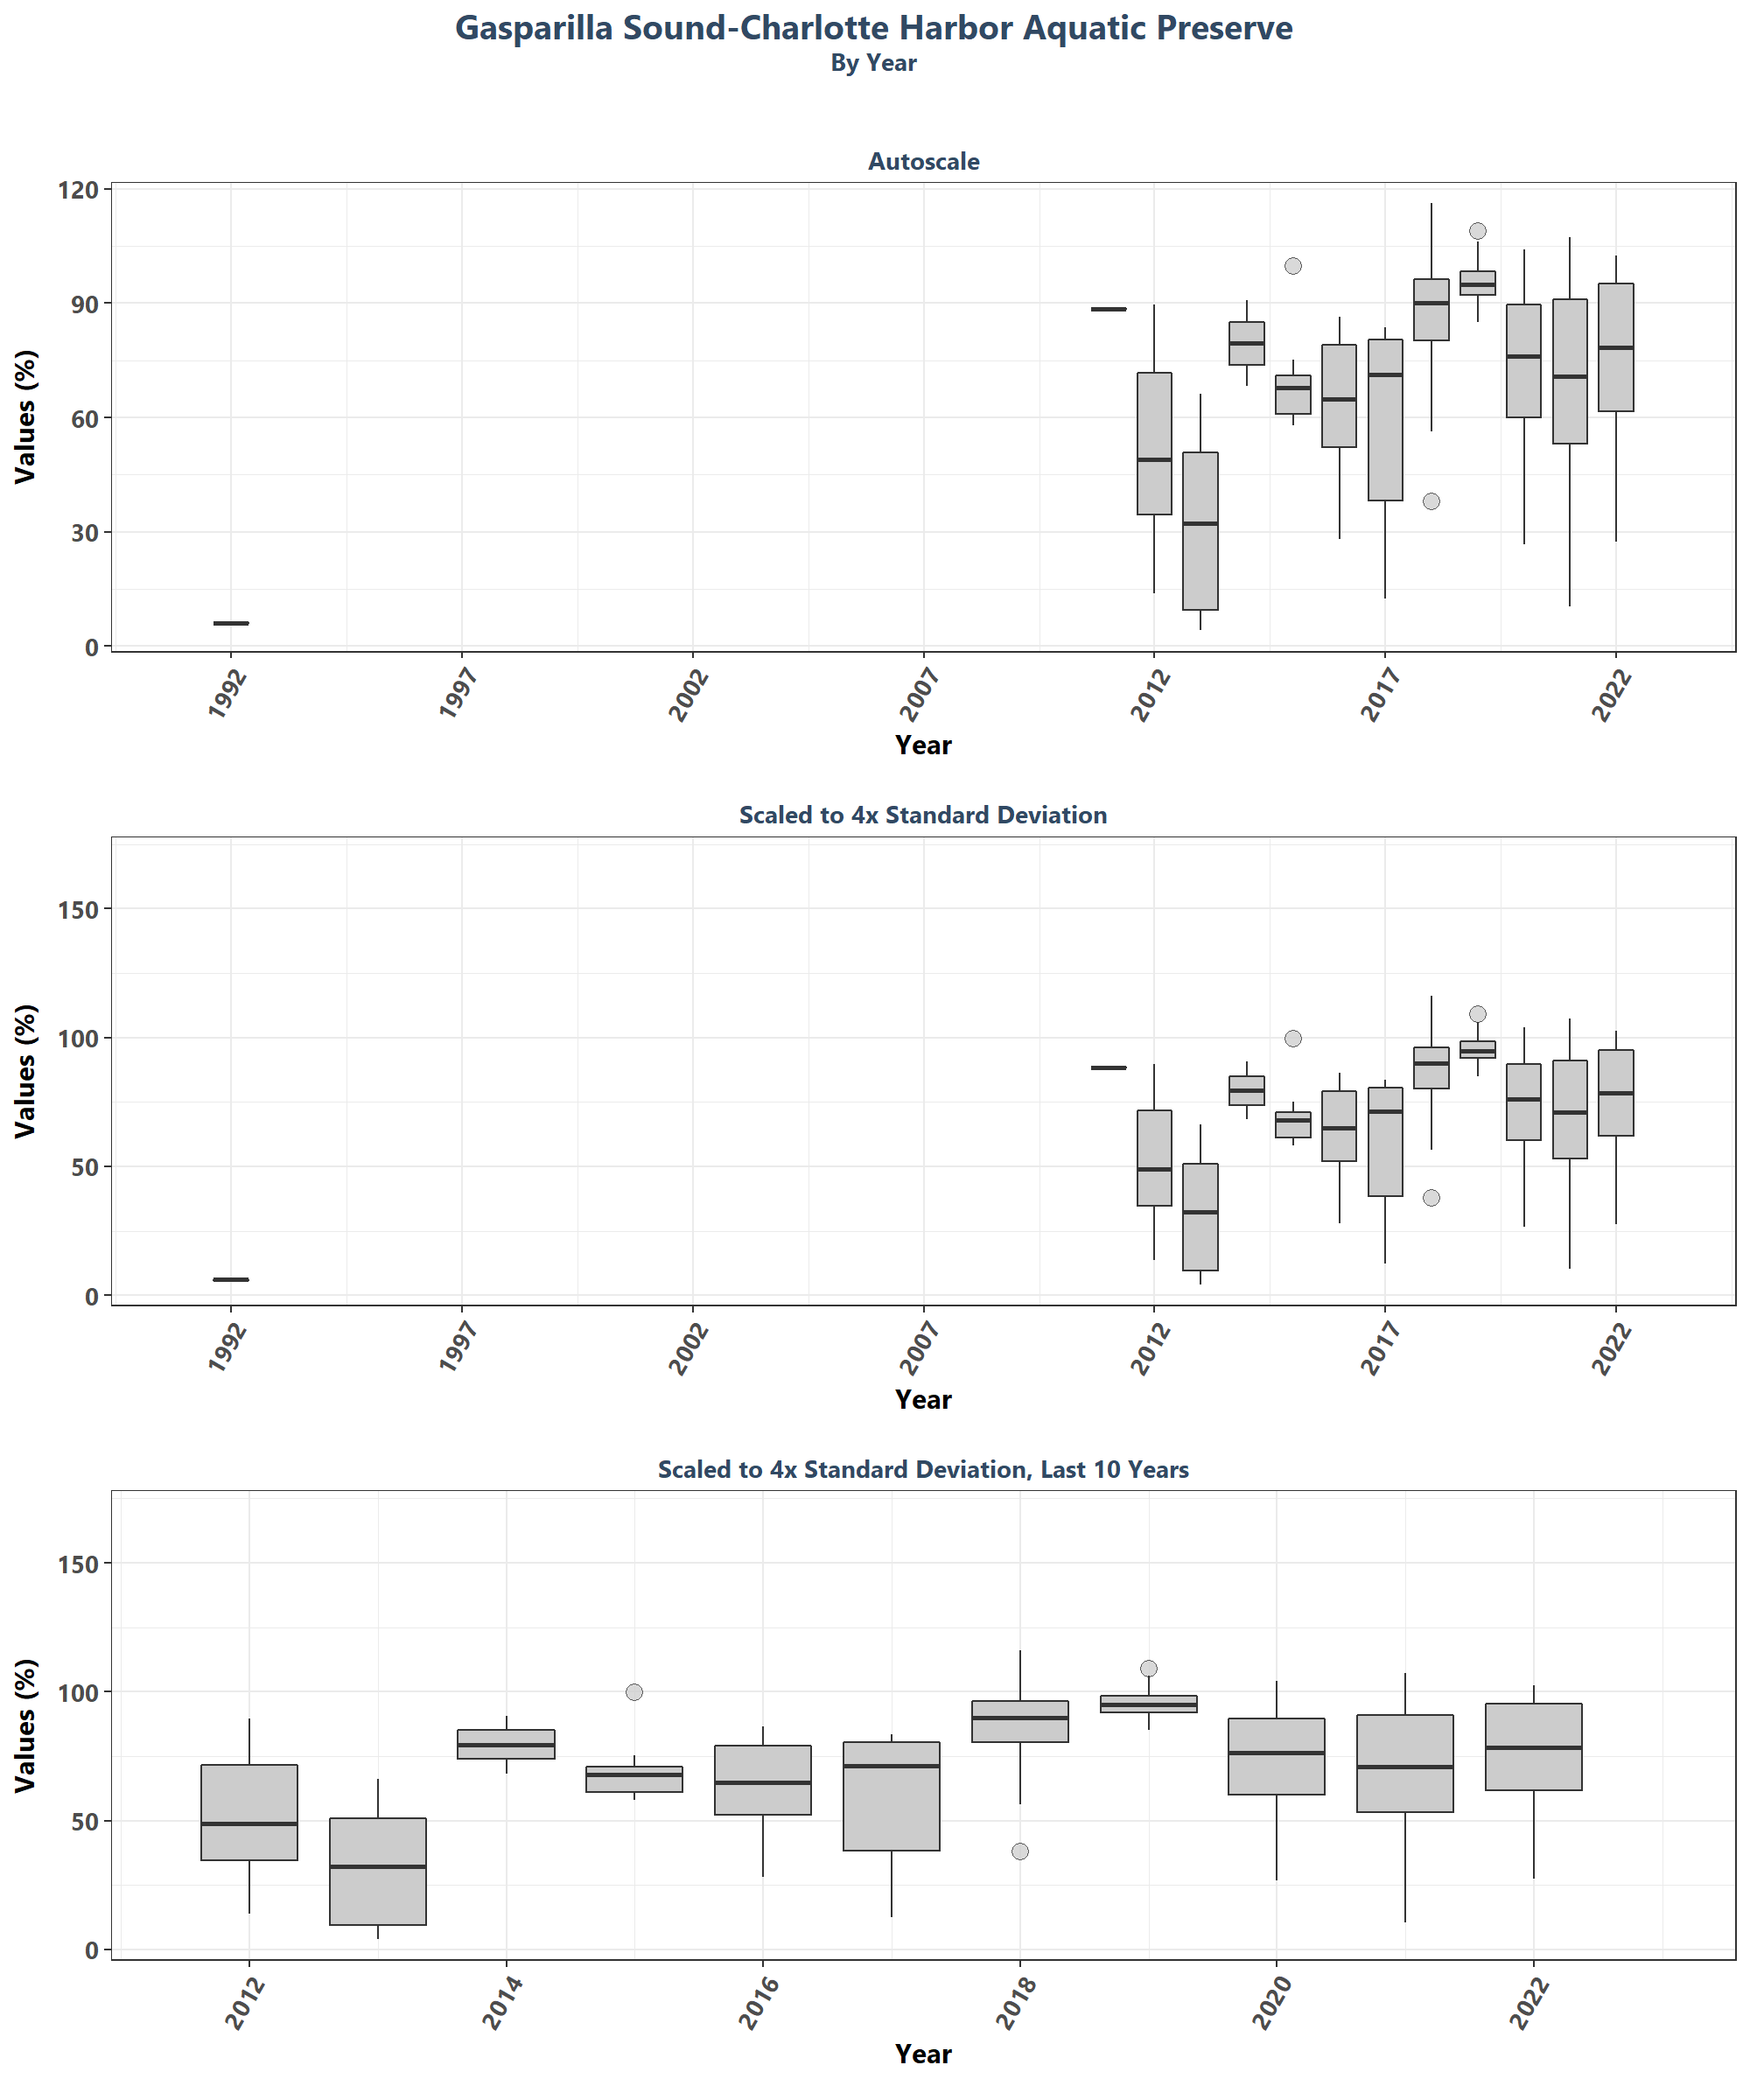 Gasparilla Sound-Charlotte Harbor Aquatic Preserve
By Year
Autoscale
Values (%)
120
90
60
30
0
1992 1997 2002 2007 2012 2017 2022
Year
Scaled to 4x Standard Deviation
Values (%)
150
100
50
0
1992 1997 2002 2007 2012 2017 2022
Year
Scaled to 4x Standard Deviation, Last 10 Years
Values (%)
150
100
50
0
2012 2014 2016 2018 2020 2022
Year